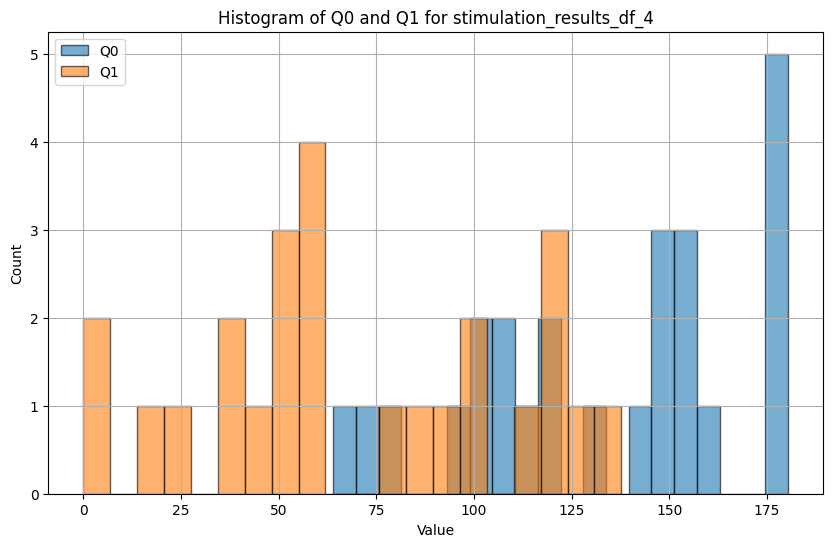 Histogram of Q0 and Q1 for stimulation_results_df_4
Q0
Q1
5
4
3
2
1
0
Count
0 25 50 75 100 125 150 175
Value